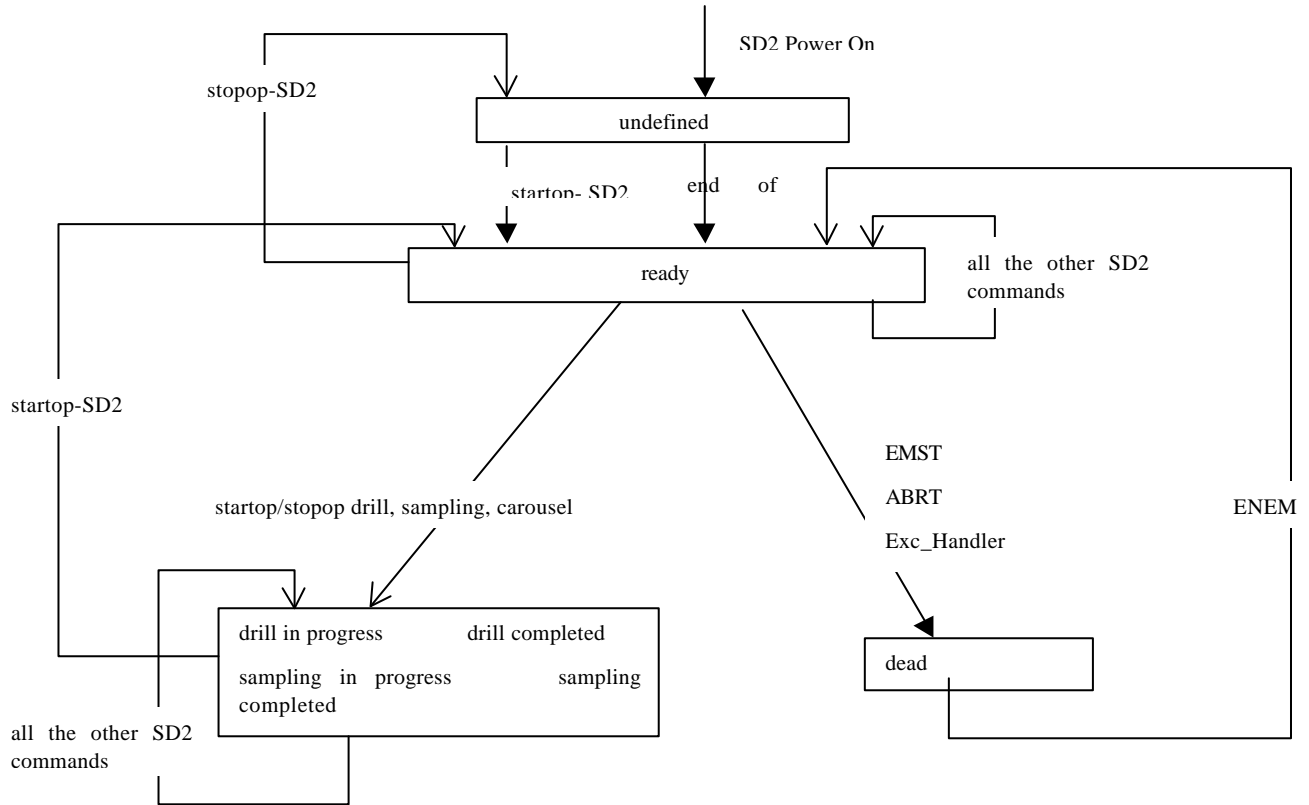 SD2 Power On
stopop-SD2
undefined
startop- SD2
end of
ready
all the other SD2
commands
startop-SD2
EMST
ABRT
Exc_Handler
ENEM
startop/stopop drill, sampling, carousel
drill in progress drill completed
sampling in progress sampling
completed
dead
all the other SD2
commands